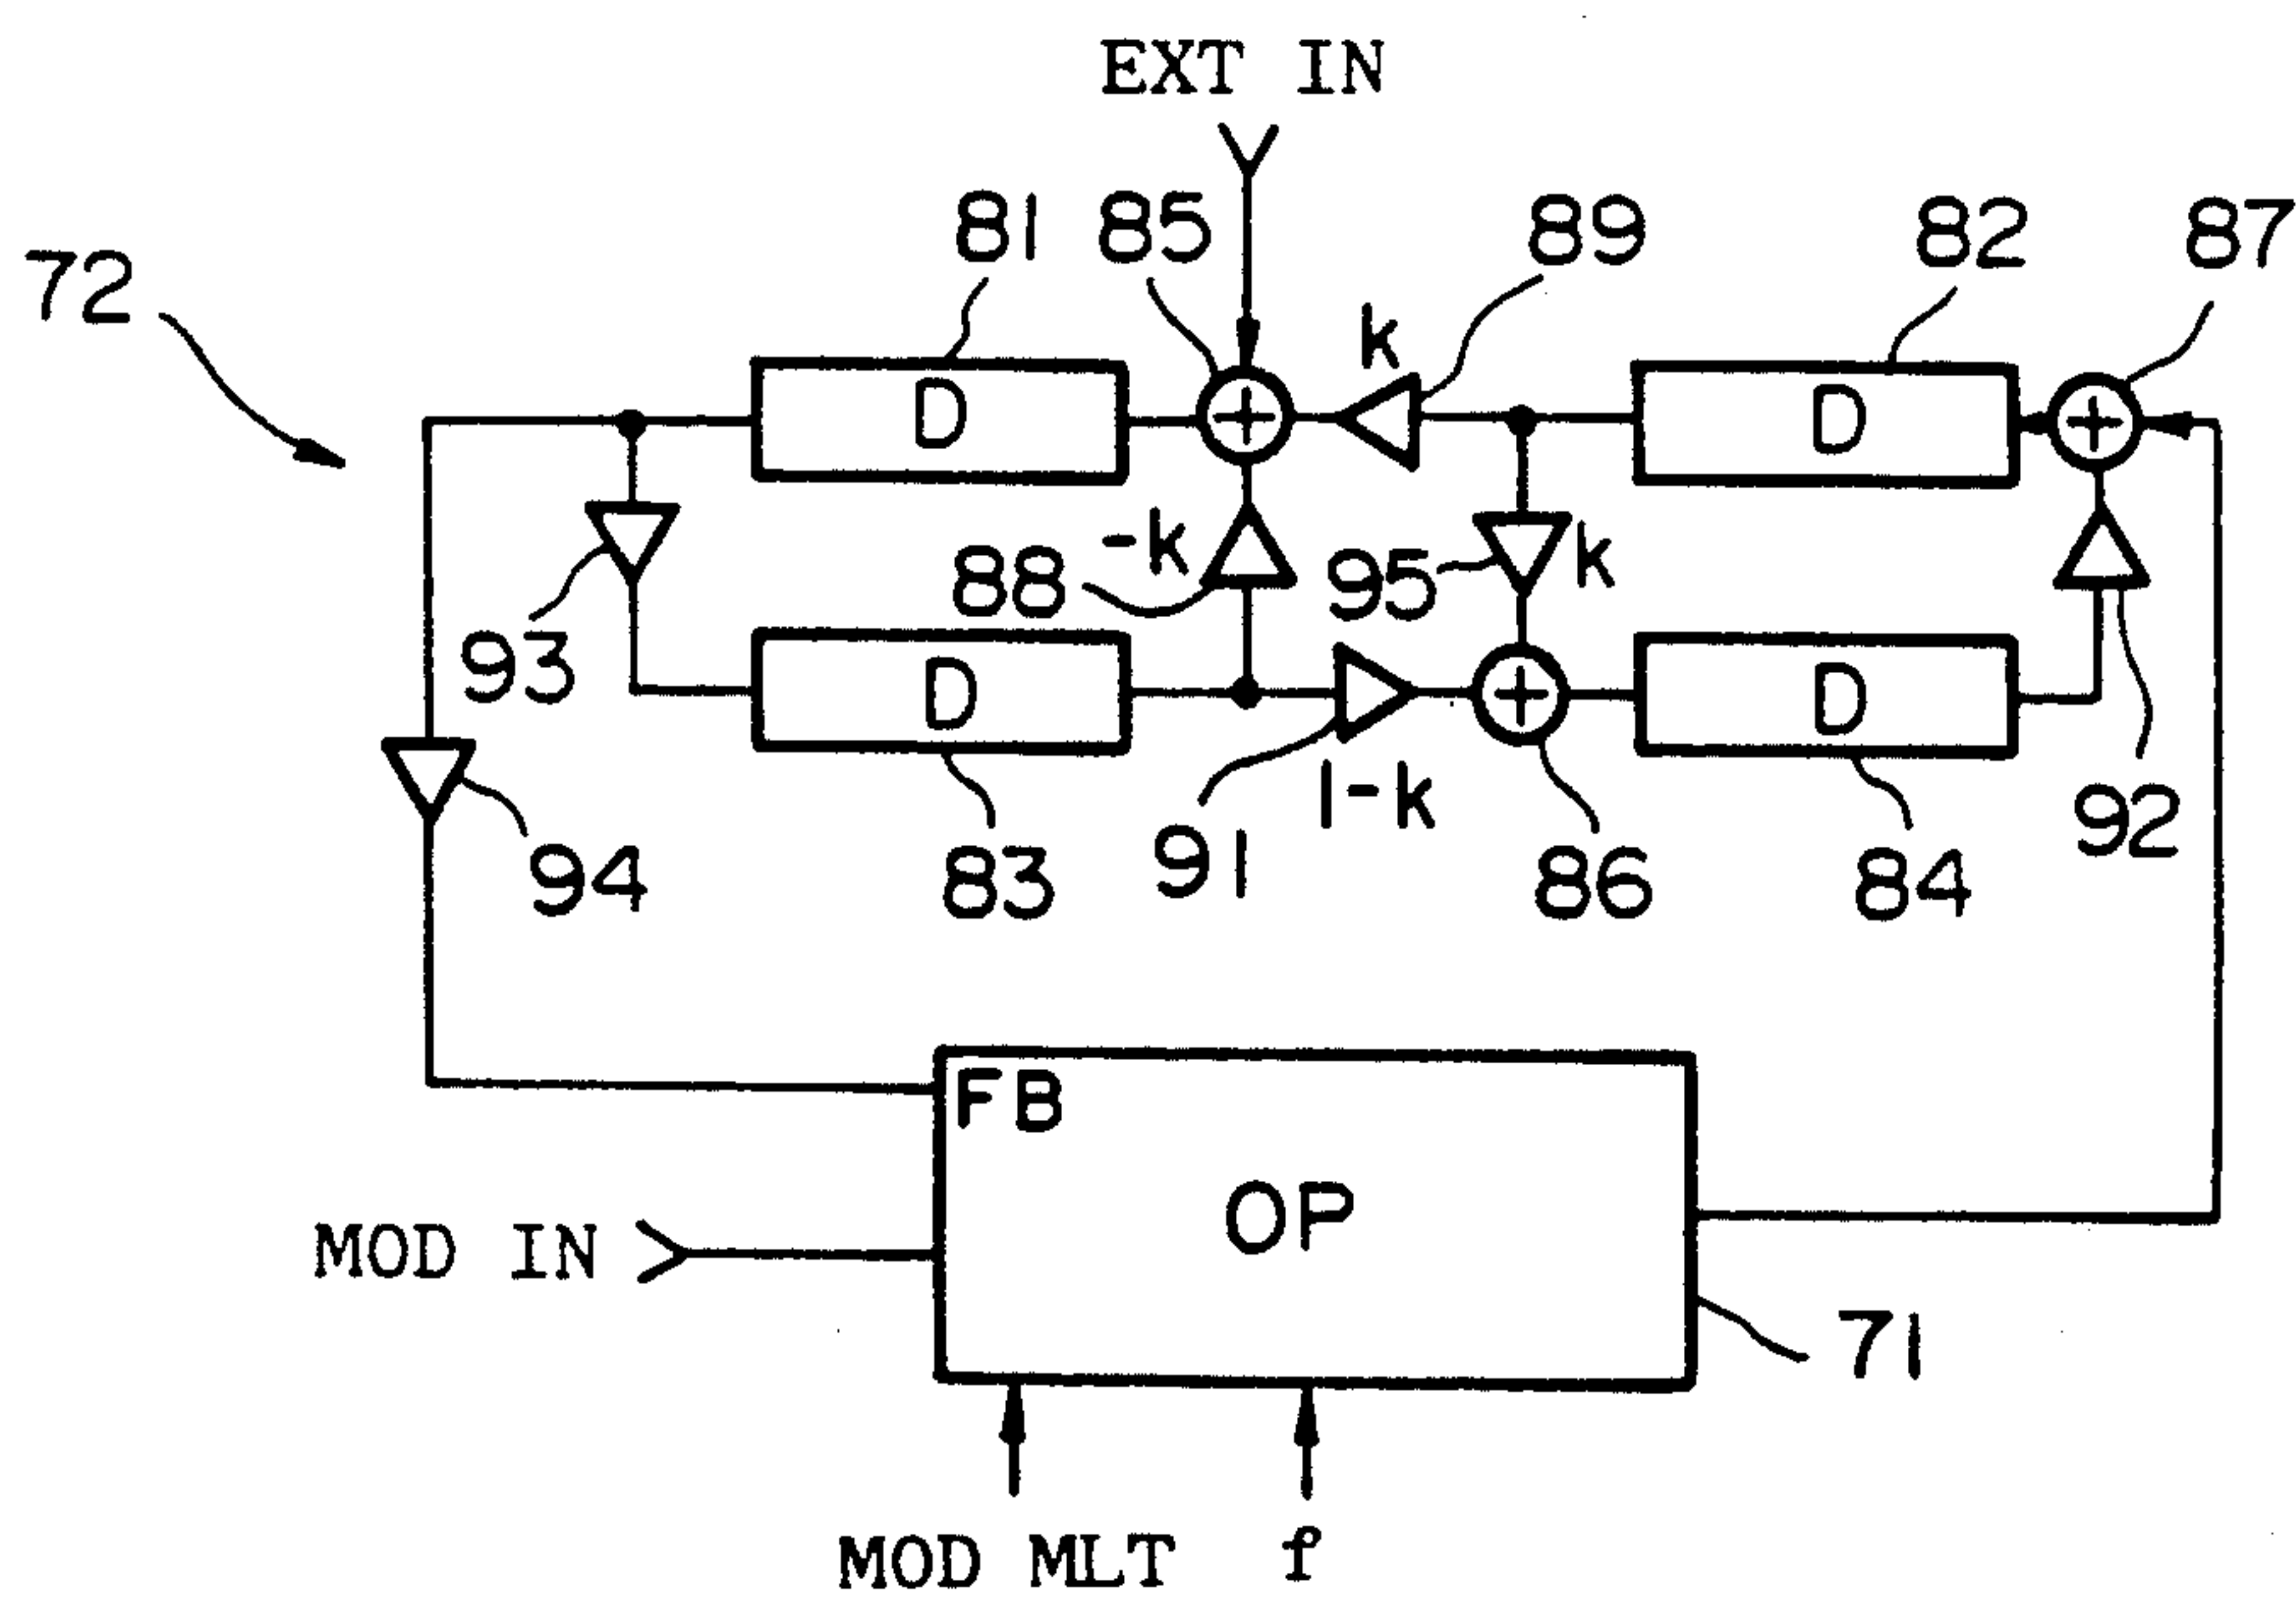 EXT IN
81 85 89 82 87
72
k
D D
-k
88 95 k
93
D D
1-k
94 83 91 86 84 92
FB
OP
MOD IN
71
MOD MLT f